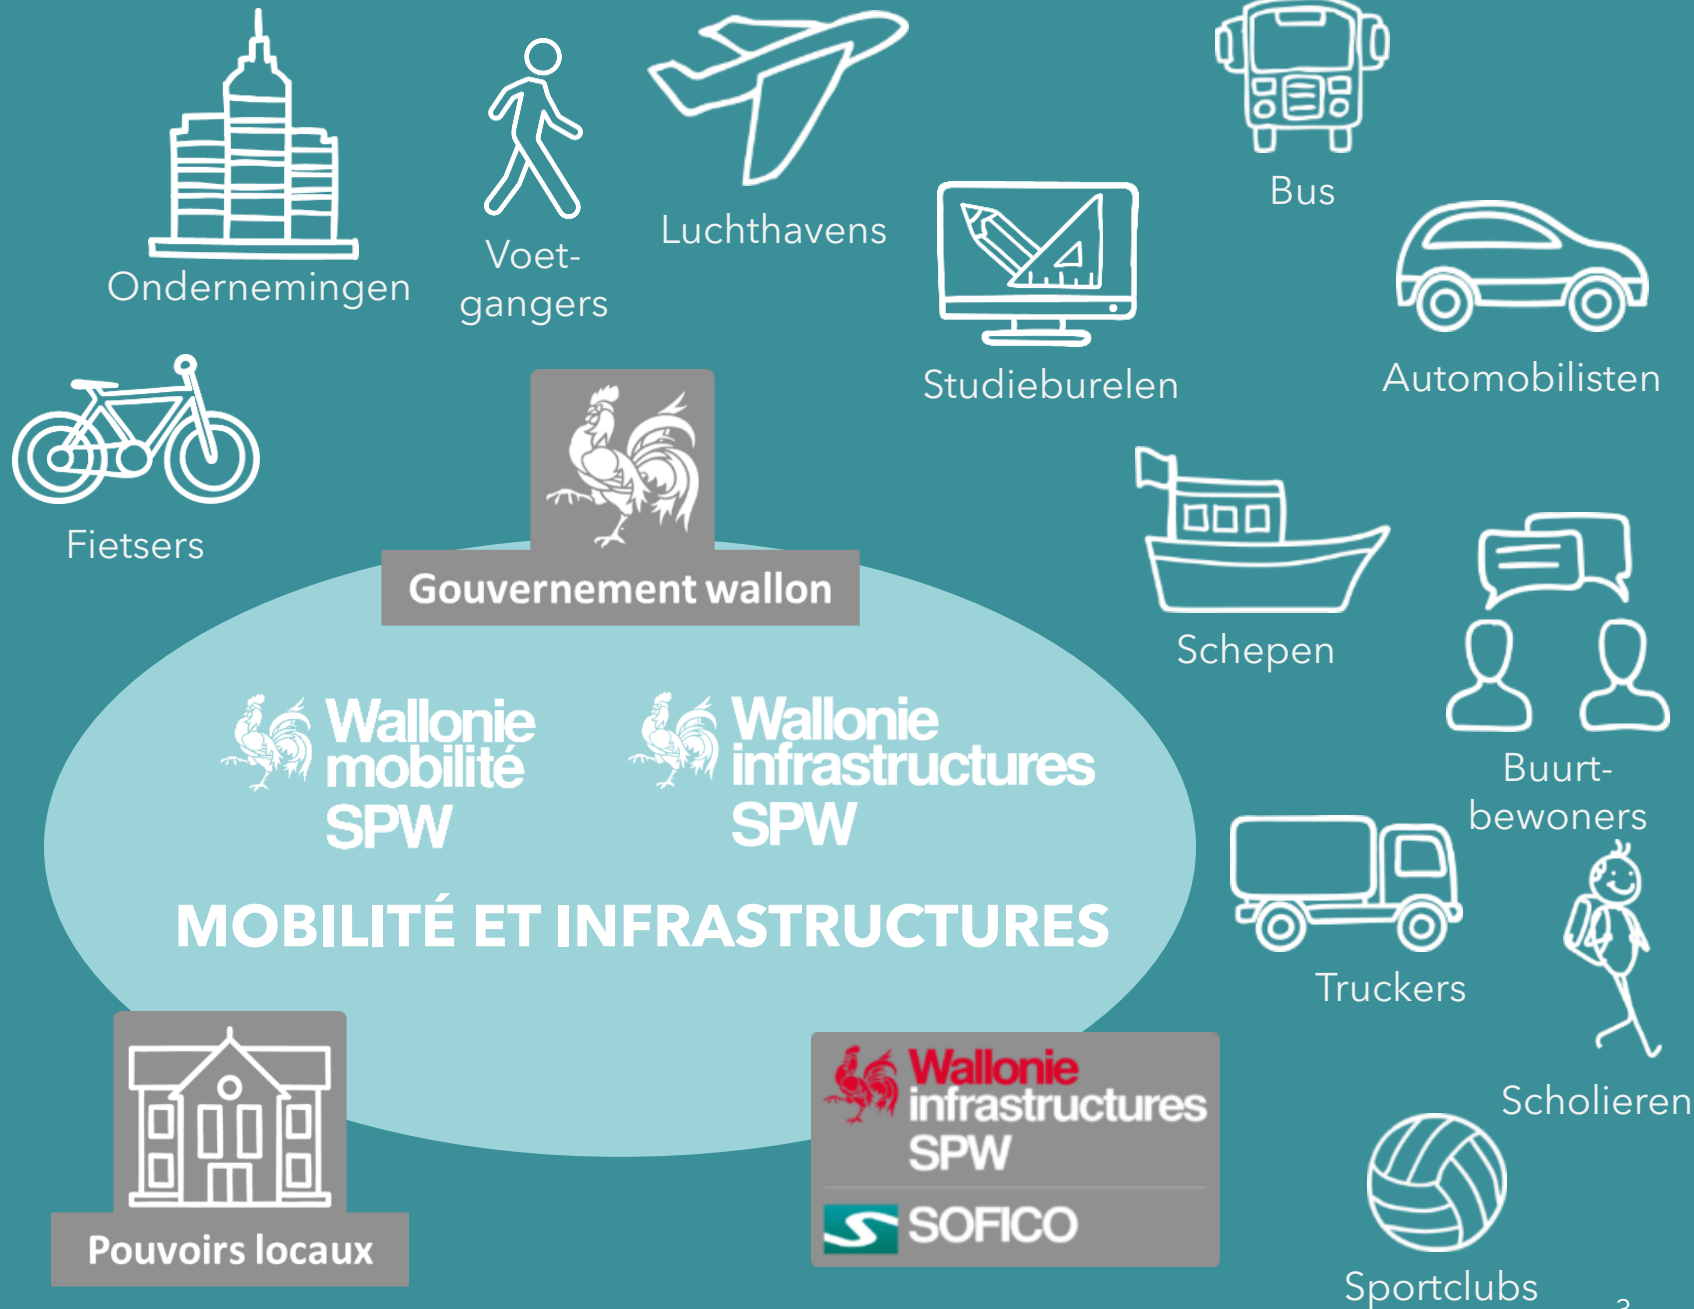 Bus
Luchthavens
Voet-
gangers
Ondernemingen
Studieburelen
Automobilisten
Fietsers
Gouvernement wallon
Schepen
Wallonie
mobilité
SPW
Wallonie
infrastructures
SPW
Buurt-
bewoners
MOBILITÉ ET INFRASTRUCTURES
Truckers
Scholieren
Wallonie
infrastructures
SPW
SOFICO
Pouvoirs locaux
Sportclubs
3